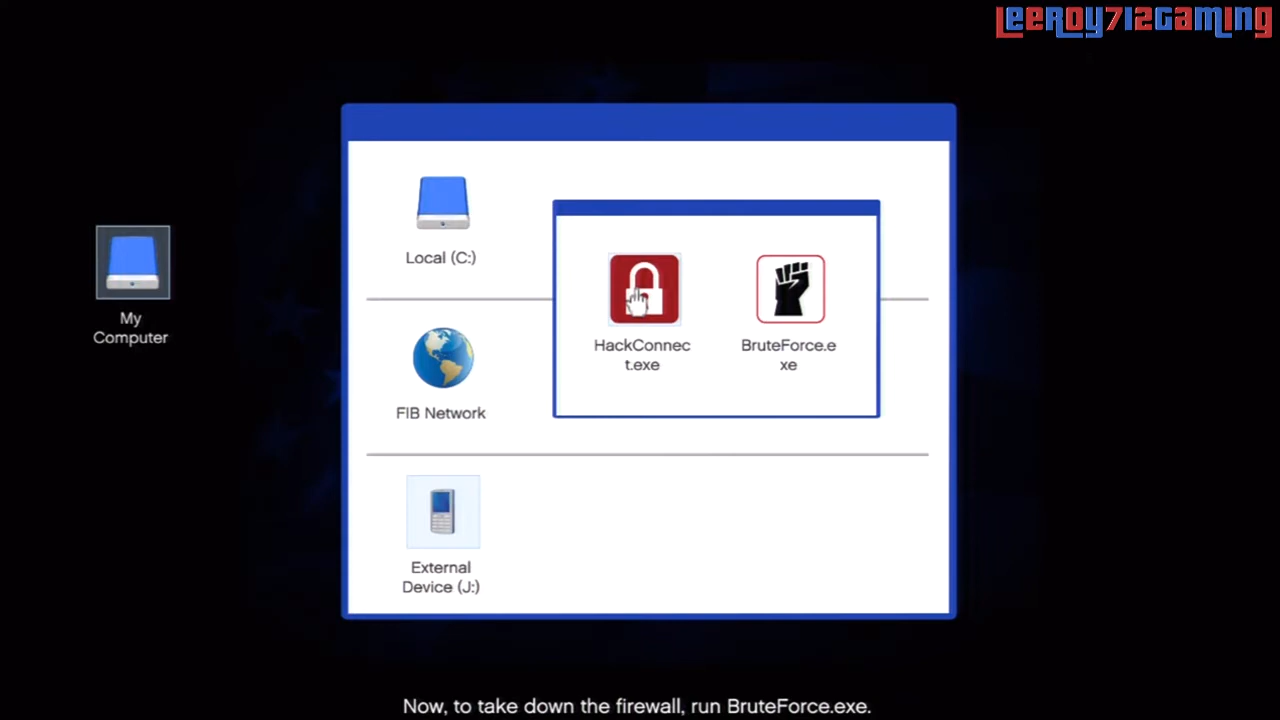 LEEROY712GAMING
Local (C:)
My
Computer
HackConnec
t.exe
BruteForce.e
xe
FIB Network
External
Device (J:)
Now, to take down the firewall, run BruteForce.exe.